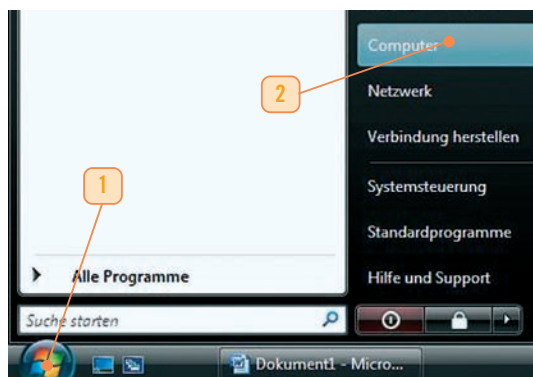 Computer
2
Netzwerk
Verbindung herstellen
1
Systemsteuerung
Standardprogramme
Alle Programme
Hilfe und Support
Suche starten
Dokument1 - Micro...